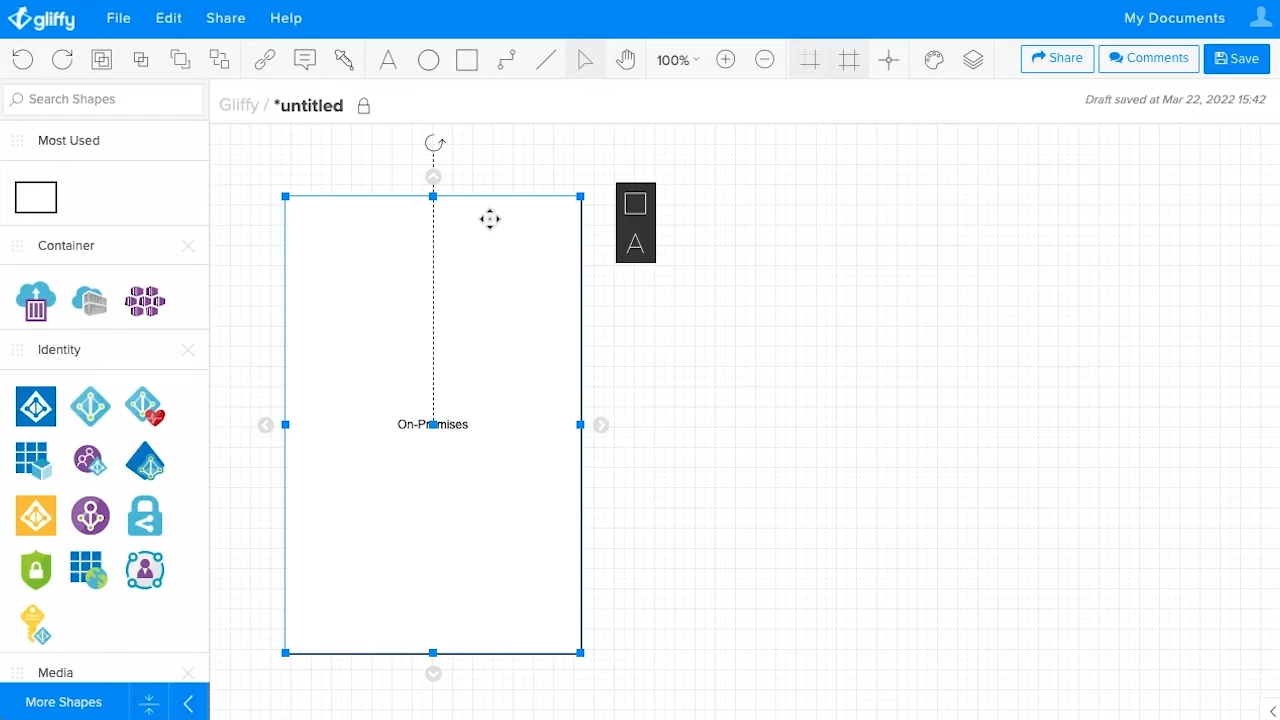 gliffy File Edit Share Help My Documents
100% Share Comments Save
Search Shapes
Gliffy / *untitled
Draft saved at Mar 22, 2022 15:42
Most Used
Container
Identity
On-Premises
Media
More Shapes